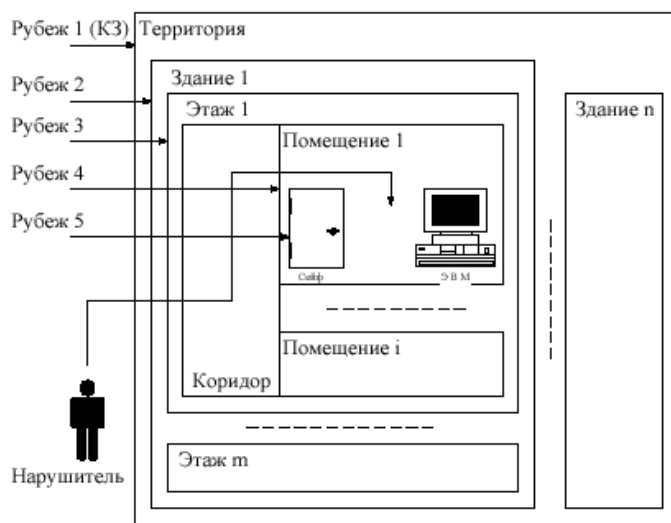 Рубеж 1 (КЗ)
Территория
Рубеж 2
Здание 1
Рубеж 3
Этаж 1
Здание n
Помещение 1
Рубеж 4
Рубеж 5
Сейф
ЭВМ
Помещение i
Коридор
Нарушитель
Этаж m